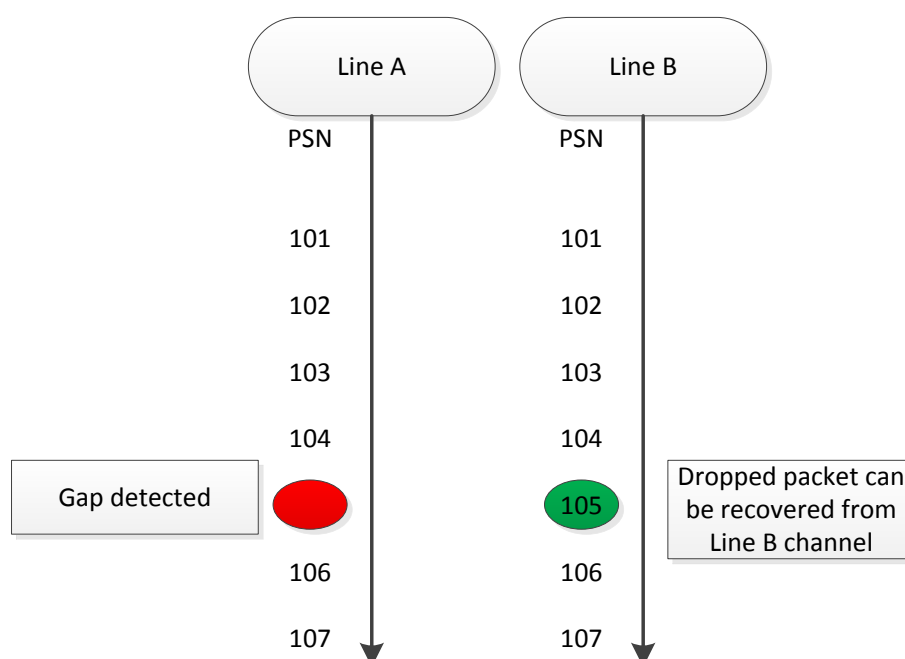 Line A
Line B
PSN
PSN
101
101
102
102
103
103
104
104
Gap detected
105
Dropped packet can
be recovered from
Line B channel
106
106
107
107